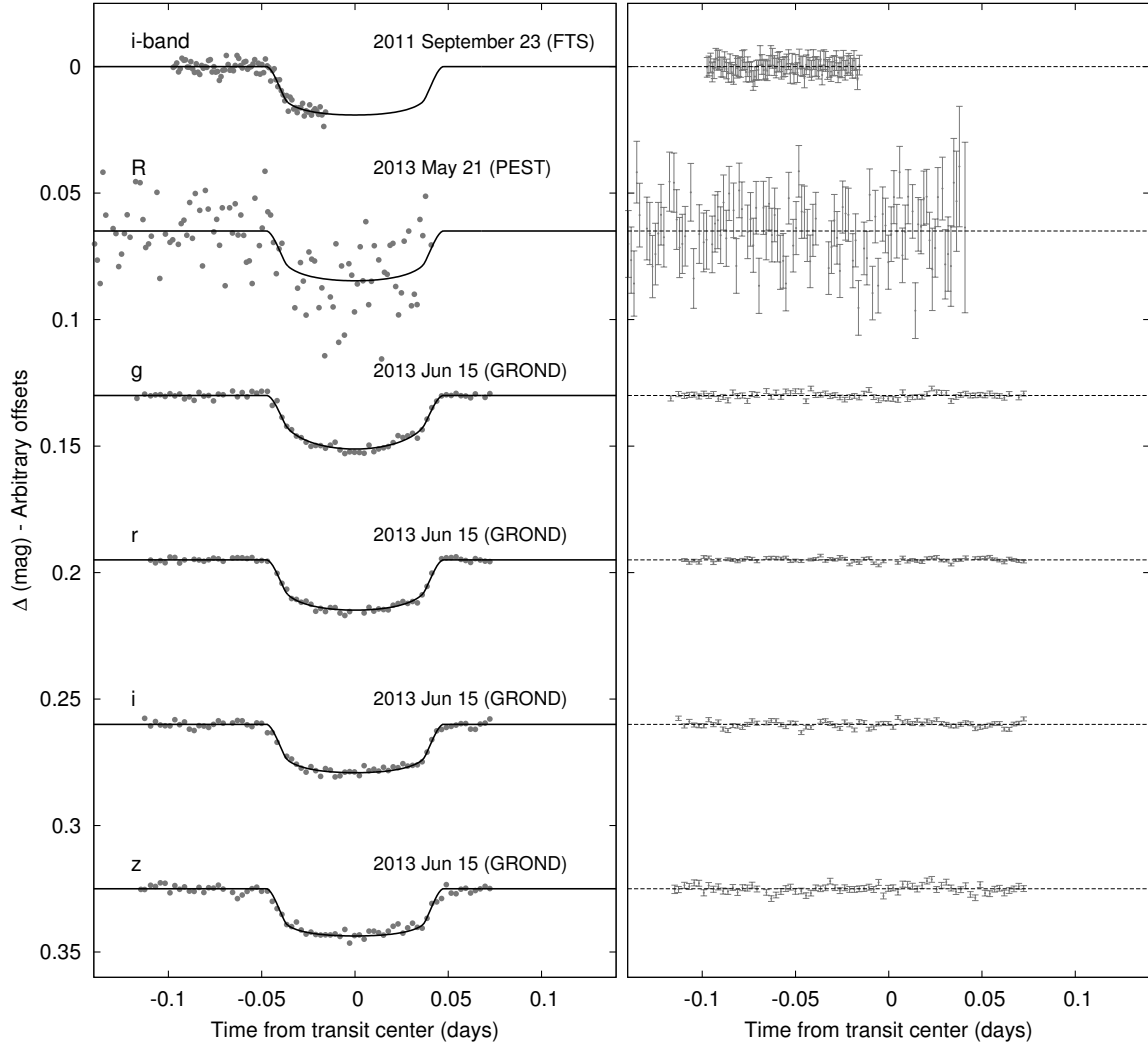 i-band
2011 September 23 (FTS)
0
R
2013 May 21 (PEST)
0.05
0.1
g
2013 Jun 15 (GROND)
0.15
r
2013 Jun 15 (GROND)
0.2
i
2013 Jun 15 (GROND)
0.25
0.3
z
2013 Jun 15 (GROND)
0.35
Δ (mag) - Arbitrary offsets
-0.1 -0.05 0 0.05 0.1
Time from transit center (days)
-0.1 -0.05 0 0.05 0.1
Time from transit center (days)